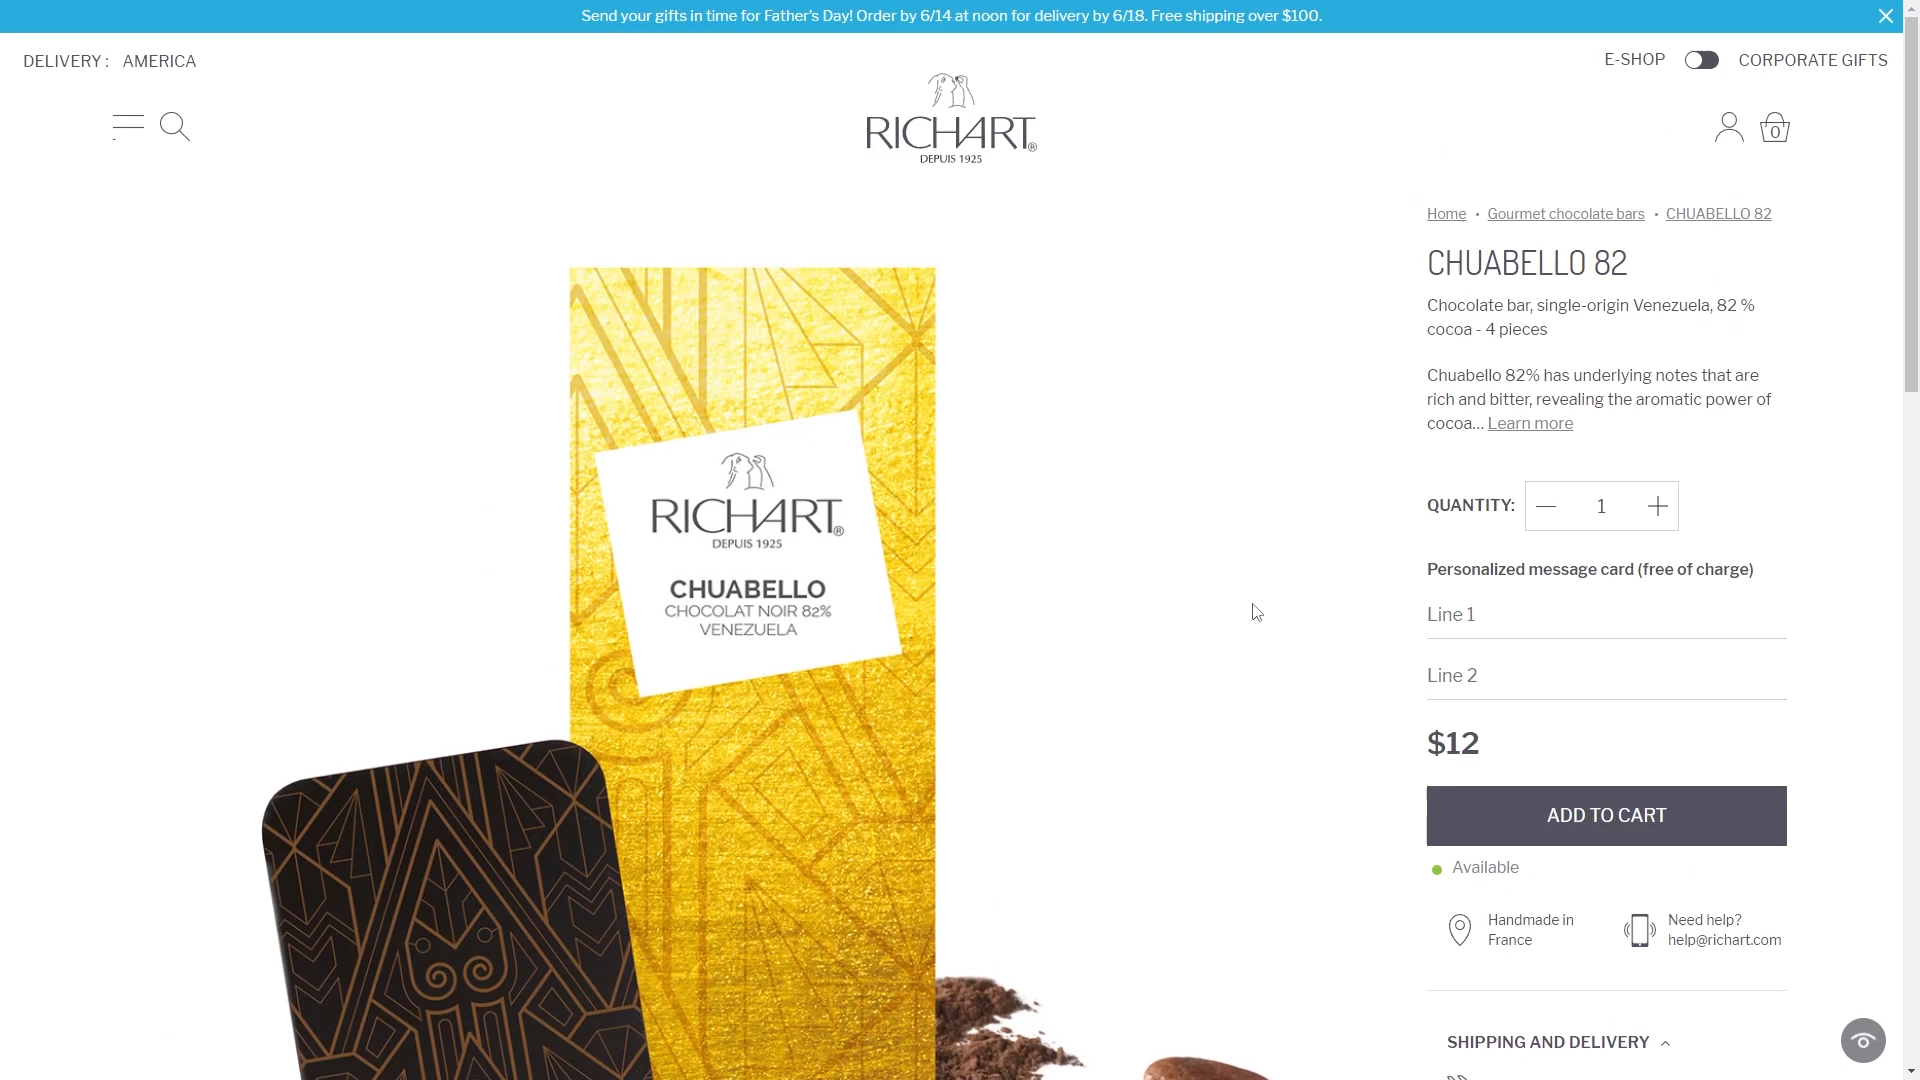 Send your gifts in time for Father's Day! Order by 6/14 at noon for delivery by 6/18. Free shipping over $100.
DELIVERY : AMERICA
E-SHOP
CORPORATE GIFTS
RICHART®
DEPUIS 1925
0
Home • Gourmet chocolate bars • CHUABELLO 82
CHUABELLO 82
Chocolate bar, single-origin Venezuela, 82 %
cocoa - 4 pieces
Chuabello 82% has underlying notes that are
rich and bitter, revealing the aromatic power of
cocoa... Learn more
RICHART®
DEPUIS 1925
CHUABELLO
CHOCOLAT NOIR 82%
VENEZUELA
QUANTITY: 1
Personalized message card (free of charge)
Line 1
Line 2
$12
ADD TO CART
Available
Handmade in
France
Need help?
help@richart.com
SHIPPING AND DELIVERY